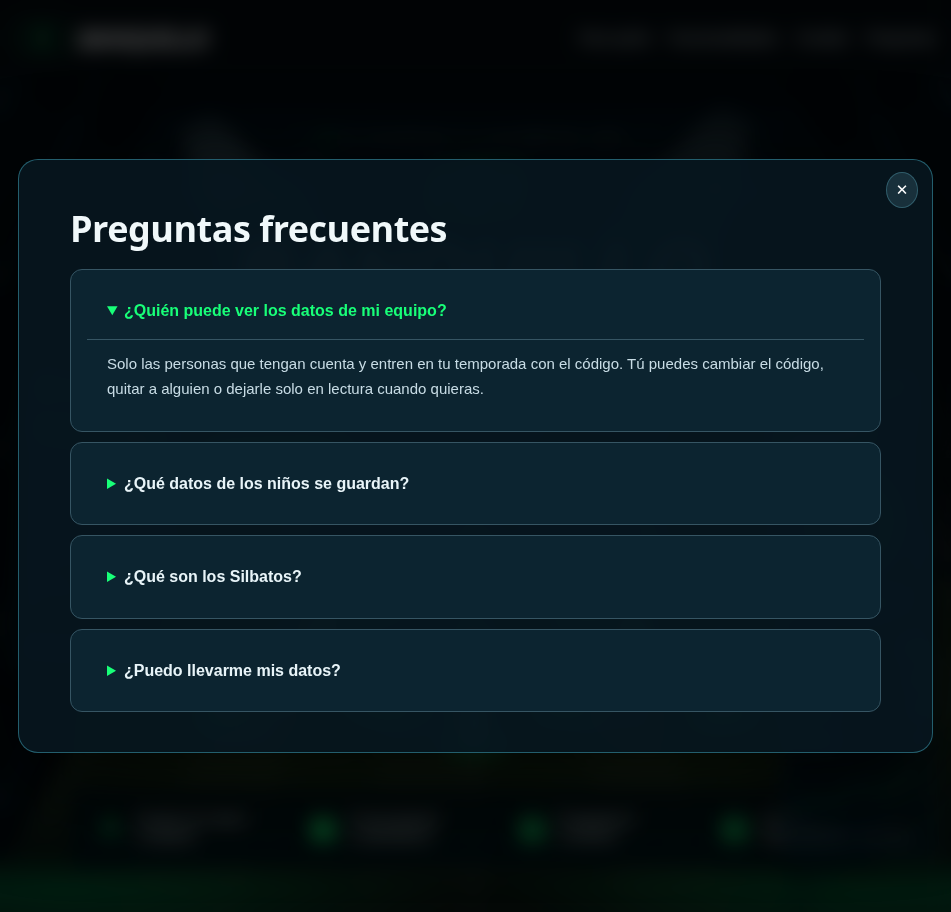 ✕
Preguntas frecuentes
¿Quién puede ver los datos de mi equipo?
Solo las personas que tengan cuenta y entren en tu temporada con el código. Tú puedes cambiar el código,
quitar a alguien o dejarle solo en lectura cuando quieras.
¿Qué datos de los niños se guardan?
¿Qué son los Silbatos?
¿Puedo llevarme mis datos?